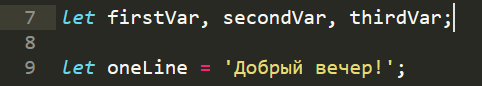 7 let firstVar, secondVar, thirdVar;
8
9 let oneLine = 'Добрый вечер!';